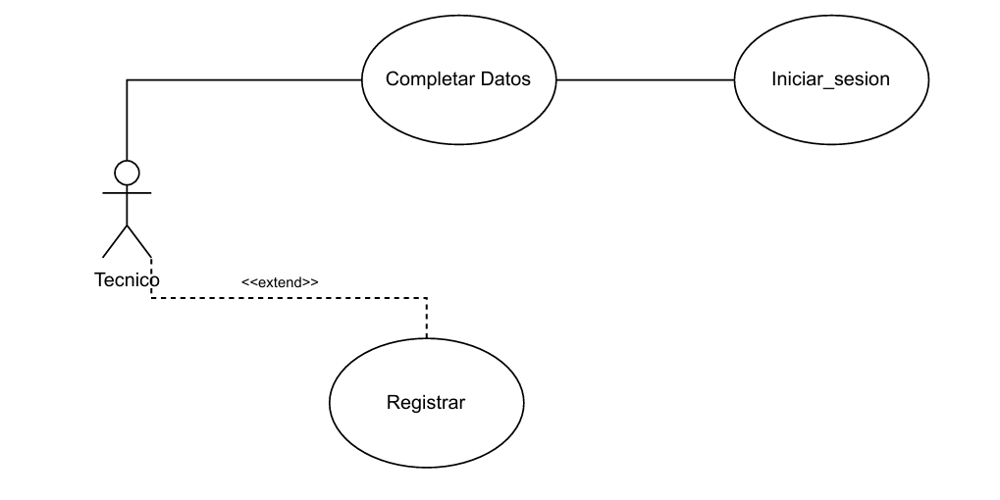 Completar Datos
Iniciar_sesion
Tecnico
<<extend>>
Registrar